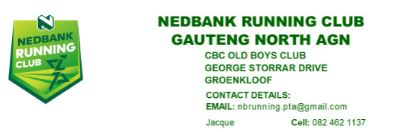 NEDBANK
RUNNING
CLUB
NEDBANK RUNNING CLUB
GAUTENG NORTH AGN
CBC OLD BOYS CLUB
GEORGE STORRAR DRIVE
GROENKLOOF
CONTACT DETAILS:
EMAIL: nbrunning.pta@gmail.com
Jacque Cell: 082 462 1137